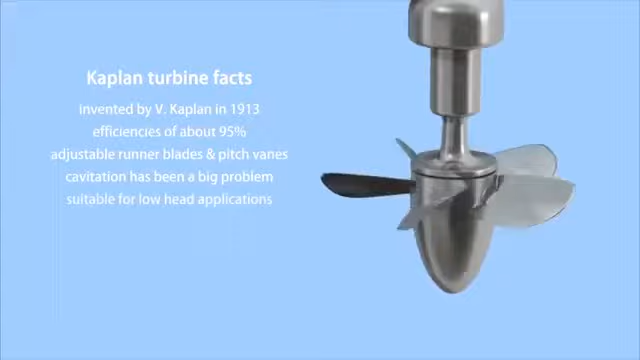 Kaplan turbine facts
invented by V. Kaplan in 1913
efficiencies of about 95%
adjustable runner blades & pitch vanes
cavitation has been a big problem
suitable for low head applications